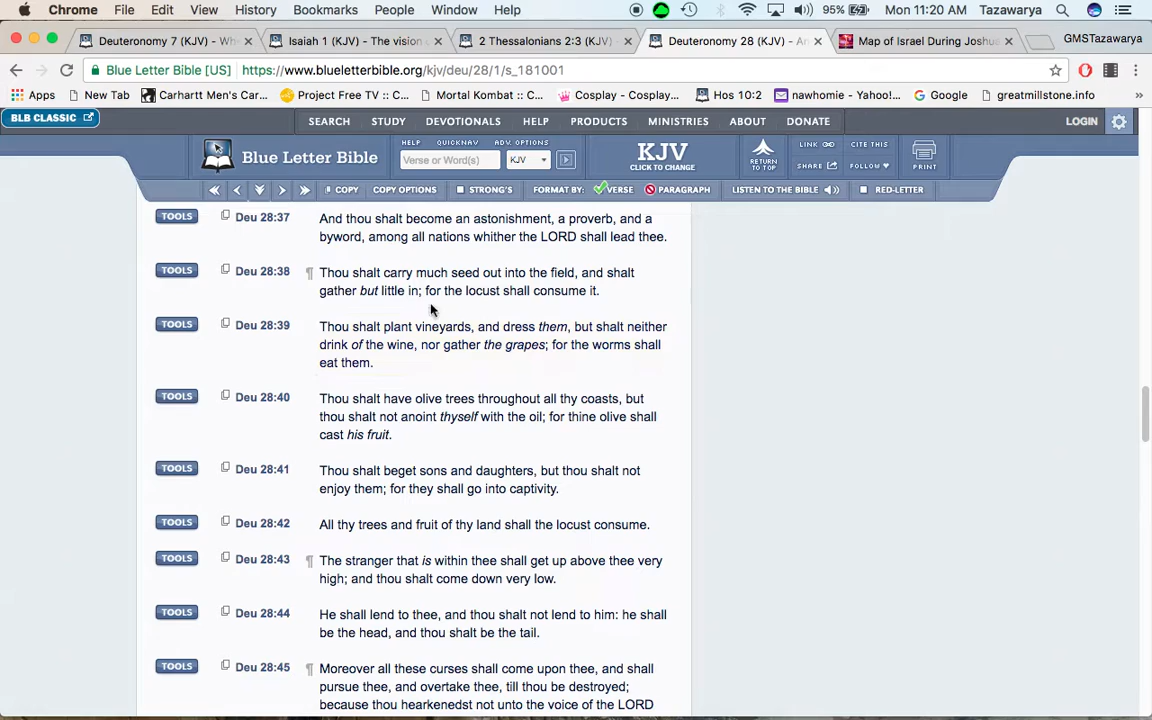 Chrome File Edit View History Bookmarks People Window Help 95% Mon 11:20 AM Tazawarya
Deuteronomy 7 (KJV) - Wh
Isaiah 1 (KJV) - The vision
2 Thessalonians 2:3 (KJV)
Deuteronomy 28 (KJV) - An
Map of Israel During Joshua
GMSTazawarya
Blue Letter Bible [US] https://www.blueletterbible.org/kjv/deu/28/1/s_181001
Apps New Tab Carhartt Men's Car... Project Free TV :: C... Mortal Kombat :: C... Cosplay - Cosplay... Hos 10:2 nawhomie - Yahoo!... Google greatmillstone.info »
BLB CLASSIC SEARCH STUDY DEVOTIONALS HELP PRODUCTS MINISTRIES ABOUT DONATE LOGIN
Blue Letter Bible
HELP QUICKNAV ADV. OPTIONS
Verse or Word(s) KJV
KJV
CLICK TO CHANGE
RETURN
TO TOP
LINK CITE THIS
SHARE FOLLOW
PRINT
COPY COPY OPTIONS STRONG'S FORMAT BY: VERSE PARAGRAPH LISTEN TO THE BIBLE RED-LETTER
TOOLS Deu 28:37 And thou shalt become an astonishment, a proverb, and a
byword, among all nations whither the LORD shall lead thee.
TOOLS Deu 28:38 ¶ Thou shalt carry much seed out into the field, and shalt
gather but little in; for the locust shall consume it.
TOOLS Deu 28:39 Thou shalt plant vineyards, and dress them, but shalt neither
drink of the wine, nor gather the grapes; for the worms shall
eat them.
TOOLS Deu 28:40 Thou shalt have olive trees throughout all thy coasts, but
thou shalt not anoint thyself with the oil; for thine olive shall
cast his fruit.
TOOLS Deu 28:41 Thou shalt beget sons and daughters, but thou shalt not
enjoy them; for they shall go into captivity.
TOOLS Deu 28:42 All thy trees and fruit of thy land shall the locust consume.
TOOLS Deu 28:43 ¶ The stranger that is within thee shall get up above thee very
high; and thou shalt come down very low.
TOOLS Deu 28:44 He shall lend to thee, and thou shalt not lend to him: he shall
be the head, and thou shalt be the tail.
TOOLS Deu 28:45 ¶ Moreover all these curses shall come upon thee, and shall
pursue thee, and overtake thee, till thou be destroyed;
because thou hearkenedst not unto the voice of the LORD